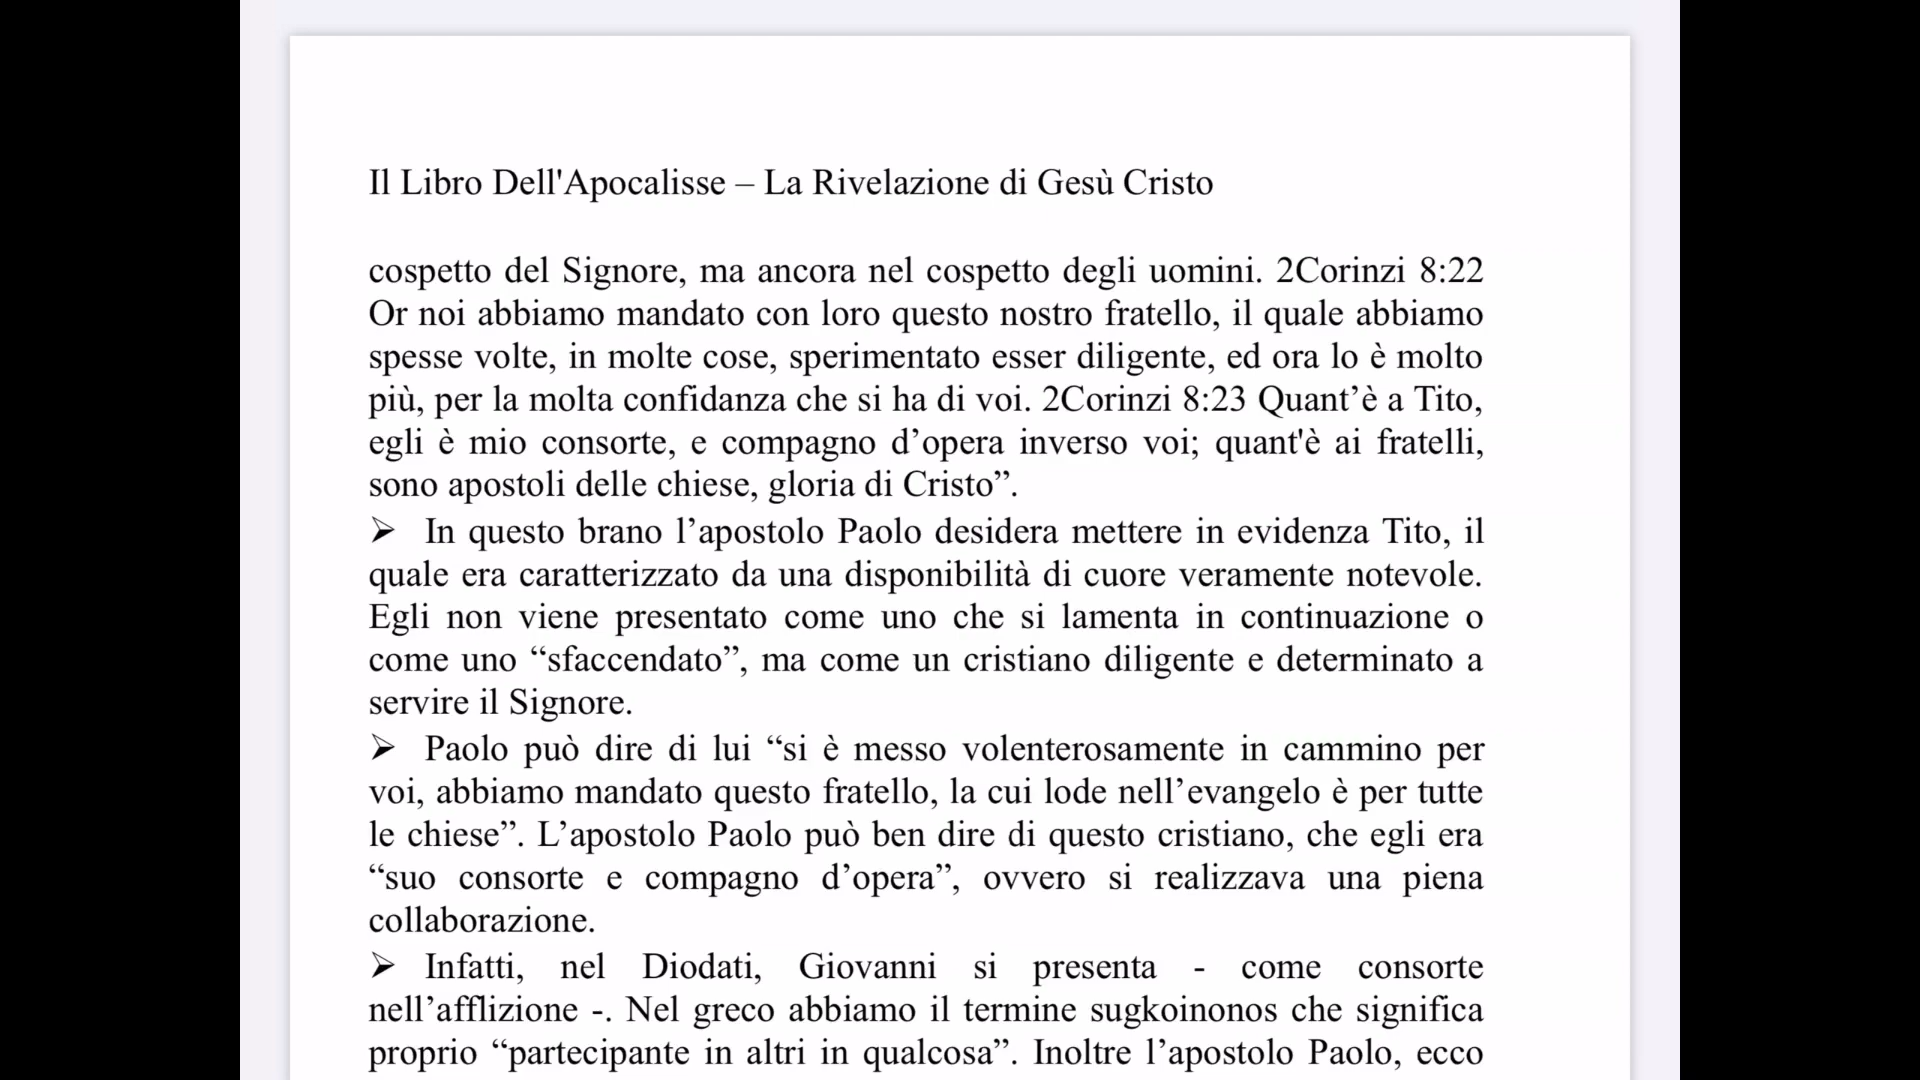 Il Libro Dell'Apocalisse – La Rivelazione di Gesù Cristo
cospetto del Signore, ma ancora nel cospetto degli uomini. 2Corinzi 8:22
Or noi abbiamo mandato con loro questo nostro fratello, il quale abbiamo
spesse volte, in molte cose, sperimentato esser diligente, ed ora lo è molto
più, per la molta confidanza che si ha di voi. 2Corinzi 8:23 Quant’è a Tito,
egli è mio consorte, e compagno d’opera inverso voi; quant'è ai fratelli,
sono apostoli delle chiese, gloria di Cristo”.
➢ In questo brano l’apostolo Paolo desidera mettere in evidenza Tito, il
quale era caratterizzato da una disponibilità di cuore veramente notevole.
Egli non viene presentato come uno che si lamenta in continuazione o
come uno “sfaccendato”, ma come un cristiano diligente e determinato a
servire il Signore.
➢ Paolo può dire di lui “si è messo volenterosamente in cammino per
voi, abbiamo mandato questo fratello, la cui lode nell’evangelo è per tutte
le chiese”. L’apostolo Paolo può ben dire di questo cristiano, che egli era
“suo consorte e compagno d’opera”, ovvero si realizzava una piena
collaborazione.
➢ Infatti, nel Diodati, Giovanni si presenta - come consorte
nell’afflizione -. Nel greco abbiamo il termine sugkoinonos che significa
proprio “partecipante in altri in qualcosa”. Inoltre l’apostolo Paolo, ecco